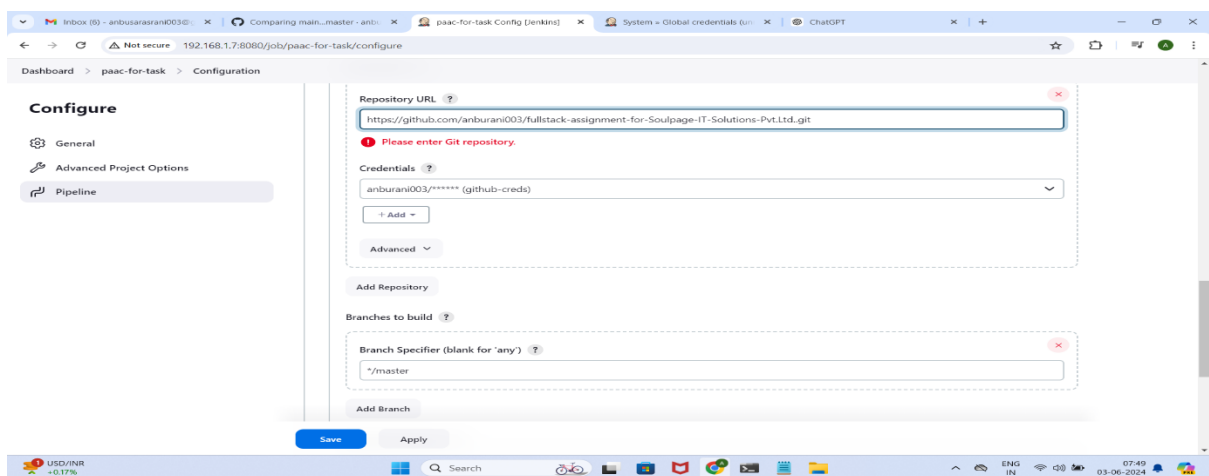 Inbox (6) - anbusarasrani003@
Comparing main...master · anbu
paac-for-task Config [Jenkins]
System » Global credentials (un
ChatGPT
Not secure 192.168.1.7:8080/job/paac-for-task/configure
A
Dashboard > paac-for-task > Configuration
Configure
General
Advanced Project Options
Pipeline
Repository URL ?
https://github.com/anburani003/fullstack-assignment-for-Soulpage-IT-Solutions-Pvt.Ltd..git
Please enter Git repository.
Credentials ?
anburani003/****** (github-creds)
+ Add
Advanced
Add Repository
Branches to build ?
Branch Specifier (blank for 'any') ?
*/master
Add Branch
Save
Apply
USD/INR
+0.17%
Search
ENG
IN
07:49
03-06-2024